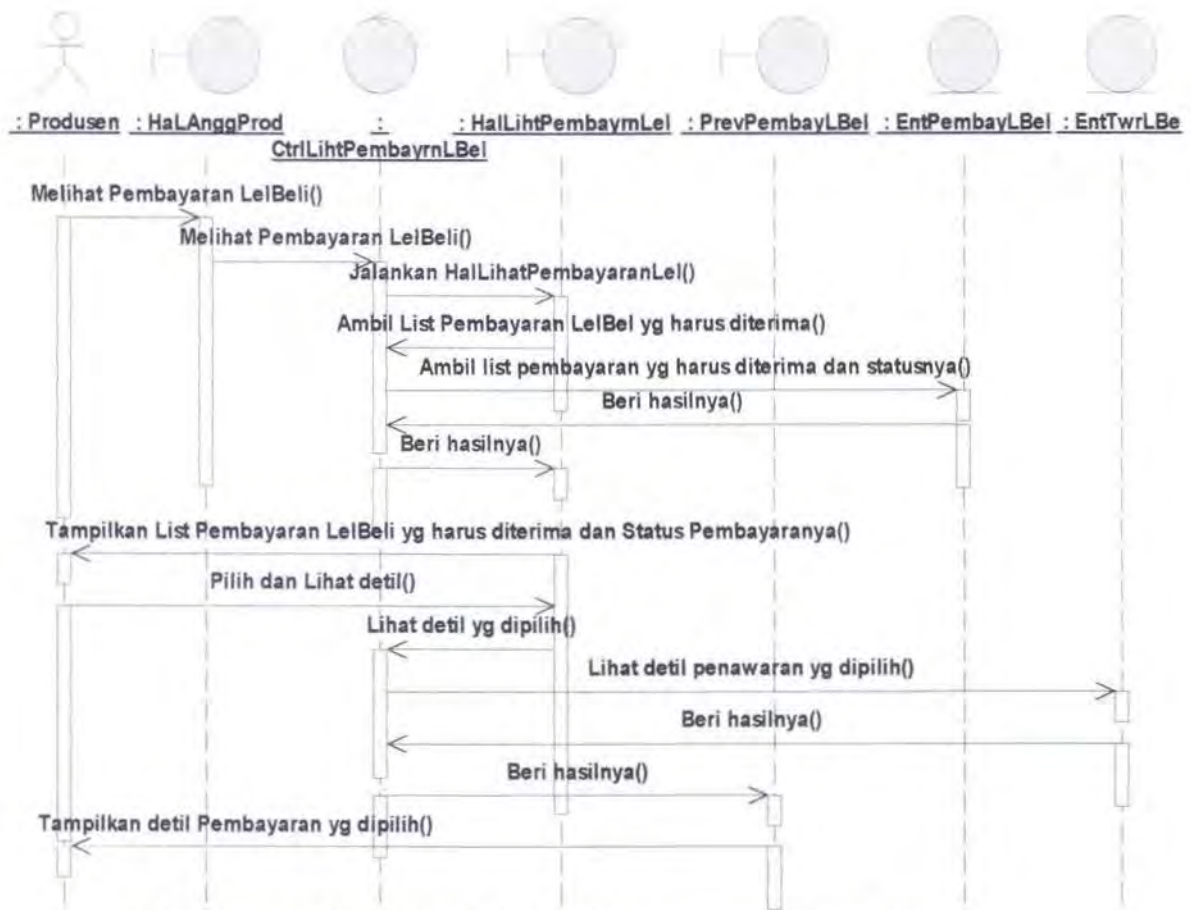 : Produsen : HaLAnggProd : : HalLihtPembaymLel : PrevPembayLBel : EntPembayLBel : EntTwrLBe
CtrlLihtPembayrnLBel
Melihat Pembayaran LelBeli()
Melihat Pembayaran LelBeli()
Jalankan HalLihatPembayaranLel()
Ambil List Pembayaran LelBel yg harus diterima()
Ambil list pembayaran yg harus diterima dan statusnya()
Beri hasilnya()
Beri hasilnya()
Tampilkan List Pembayaran LelBeli yg harus diterima dan Status Pembayaranya()
Pilih dan Lihat detil()
Lihat detil yg dipilih()
Lihat detil penawaran yg dipilih()
Beri hasilnya()
Beri hasilnya()
Tampilkan detil Pembayaran yg dipilih()